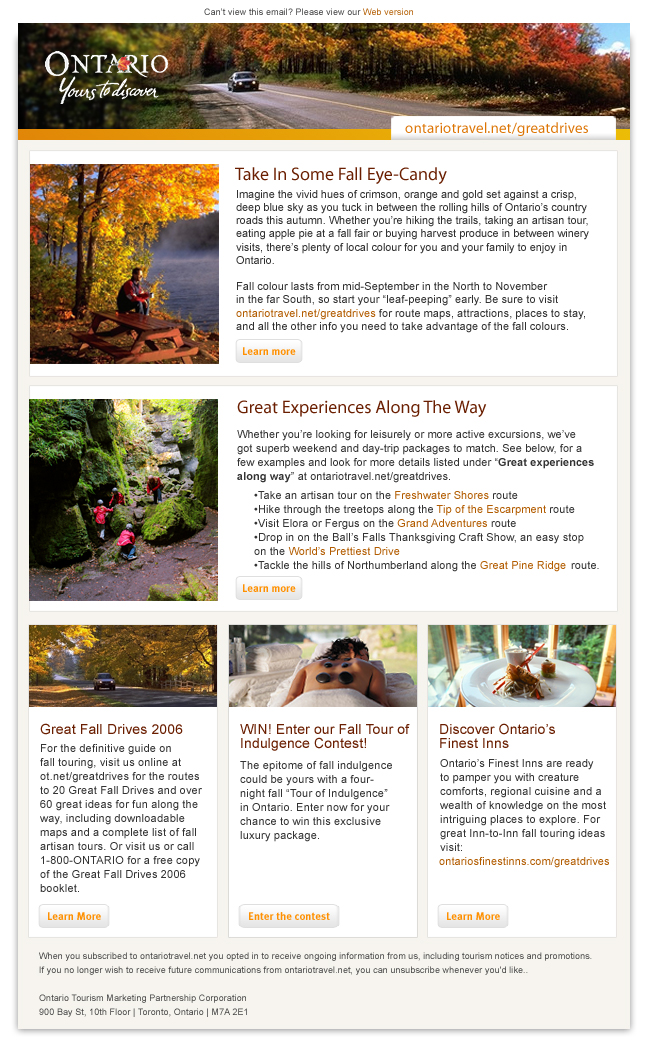 Can't view this email? Please view our Web version
ONTARIO
Yours to discover
ontariotravel.net/greatdrives
Take In Some Fall Eye-Candy
Imagine the vivid hues of crimson, orange and gold set against a crisp,
deep blue sky as you tuck in between the rolling hills of Ontario's country
roads this autumn. Whether you're hiking the trails, taking an artisan tour,
eating apple pie at a fall fair or buying harvest produce in between winery
visits, there's plenty of local colour for you and your family to enjoy in
Ontario.
Fall colour lasts from mid-September in the North to November
in the far South, so start your “leaf-peeping” early. Be sure to visit
ontariotravel.net/greatdrives for route maps, attractions, places to stay,
and all the other info you need to take advantage of the fall colours.
Learn more
Great Experiences Along The Way
Whether you're looking for leisurely or more active excursions, we've
got superb weekend and day-trip packages to match. See below, for a
few examples and look for more details listed under “Great experiences
along way” at ontariotravel.net/greatdrives.
•Take an artisan tour on the Freshwater Shores route
•Hike through the treetops along the Tip of the Escarpment route
•Visit Elora or Fergus on the Grand Adventures route
•Drop in on the Ball's Falls Thanksgiving Craft Show, an easy stop
on the World's Prettiest Drive
•Tackle the hills of Northumberland along the Great Pine Ridge route.
Learn more
Great Fall Drives 2006
For the definitive guide on
fall touring, visit us online at
ot.net/greatdrives for the routes
to 20 Great Fall Drives and over
60 great ideas for fun along the
way, including downloadable
maps and a complete list of fall
artisan tours. Or visit us or call
1-800-ONTARIO for a free copy
of the Great Fall Drives 2006
booklet.
Learn More
WIN! Enter our Fall Tour of
Indulgence Contest!
The epitome of fall indulgence
could be yours with a four-
night fall “Tour of Indulgence”
in Ontario. Enter now for your
chance to win this exclusive
luxury package.
Enter the contest
Discover Ontario's
Finest Inns
Ontario's Finest Inns are ready
to pamper you with creature
comforts, regional cuisine and a
wealth of knowledge on the most
intriguing places to explore. For
great Inn-to-Inn fall touring ideas
visit:
ontariosfinestinns.com/greatdrives
Learn More
When you subscribed to ontariotravel.net you opted in to receive ongoing information from us, including tourism notices and promotions.
If you no longer wish to receive future communications from ontariotravel.net, you can unsubscribe whenever you'd like..
Ontario Tourism Marketing Partnership Corporation
900 Bay St, 10th Floor | Toronto, Ontario | M7A 2E1